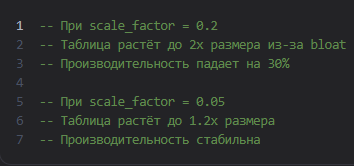 1 -- При scale_factor = 0.2
2 -- Таблица растёт до 2x размера из-за bloat
3 -- Производительность падает на 30%
4
5 -- При scale_factor = 0.05
6 -- Таблица растёт до 1.2x размера
7 -- Производительность стабильна